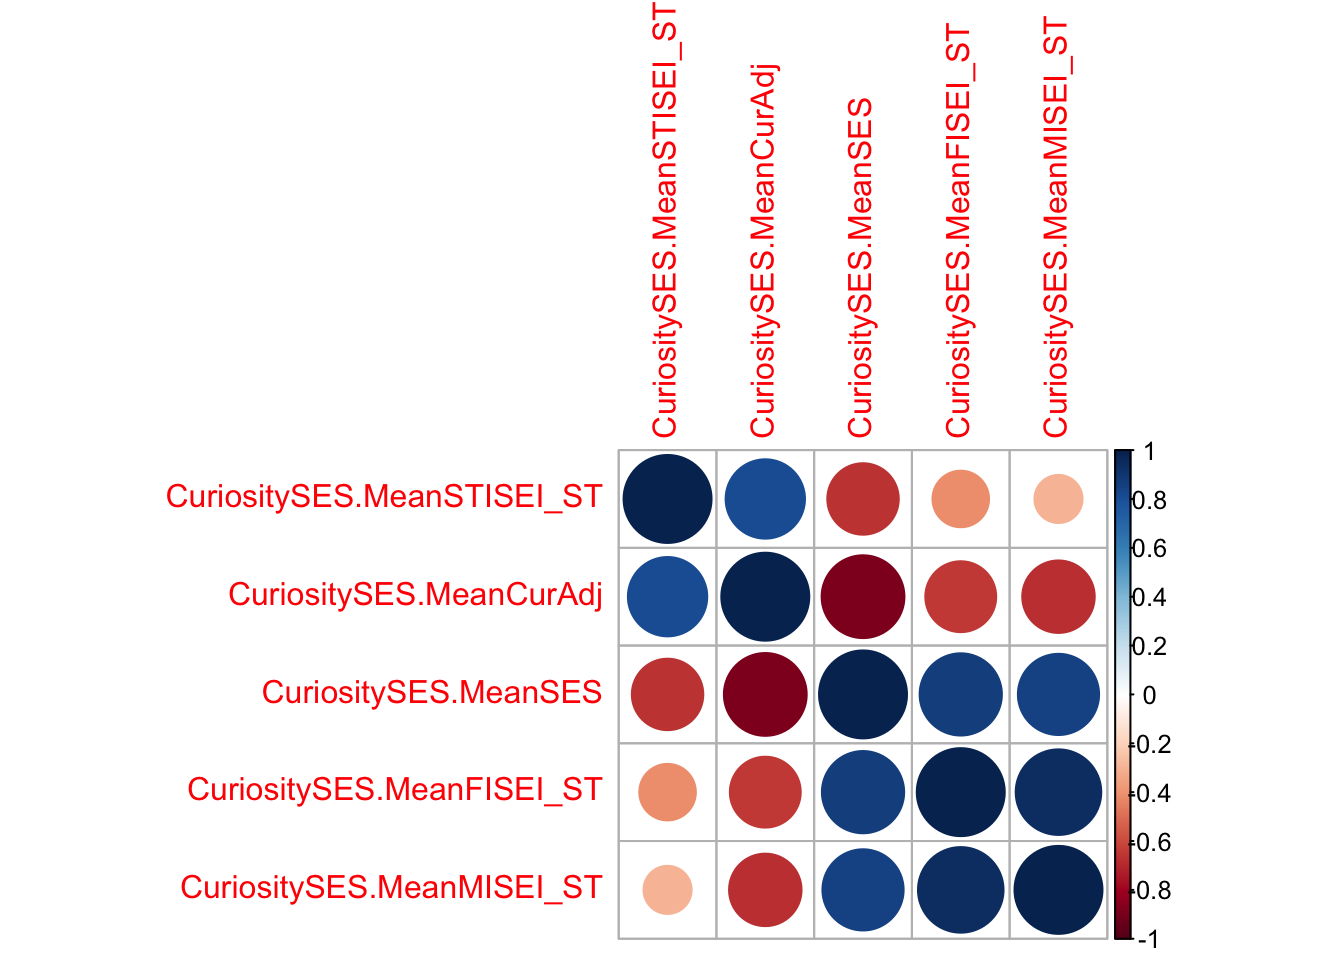 CuriositySES.MeanSTISEI_ST
CuriositySES.MeanCurAdj
CuriositySES.MeanSES
CuriositySES.MeanFISEI_ST
CuriositySES.MeanMISEI_ST
CuriositySES.MeanSTISEI_ST
CuriositySES.MeanCurAdj
CuriositySES.MeanSES
CuriositySES.MeanFISEI_ST
CuriositySES.MeanMISEI_ST
1
0.8
0.6
0.4
0.2
0
-0.2
-0.4
-0.6
-0.8
-1